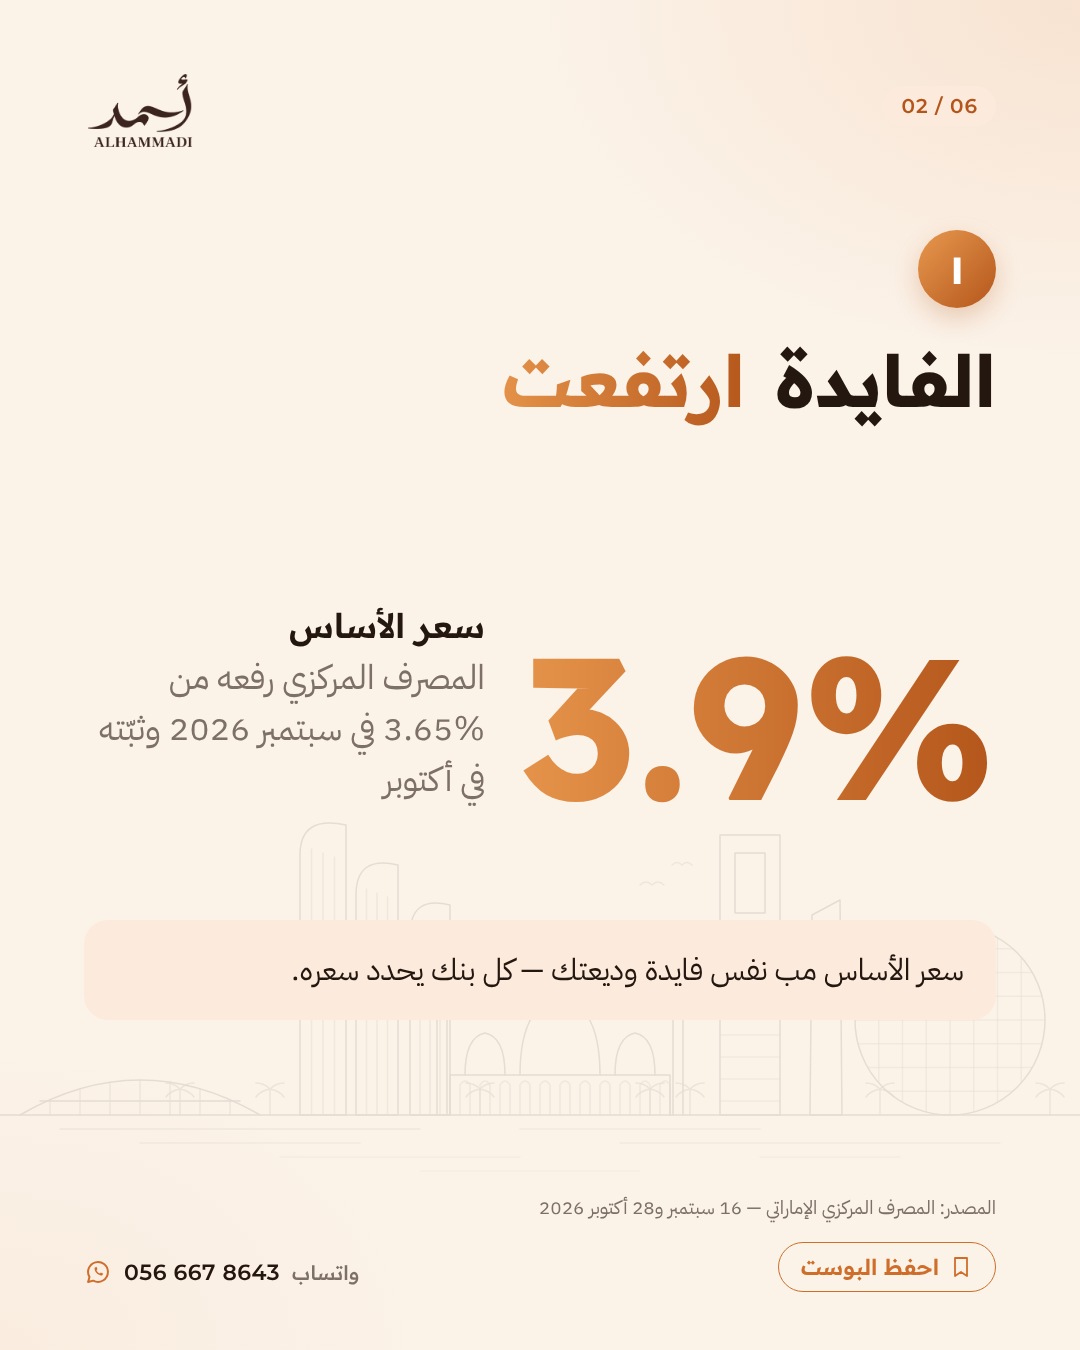 أحمد
ALHAMMADI
02 / 06
١
الفايدة ارتفعت
3.9%
سعر الأساس
المصرف المركزي رفعه من
3.65% في سبتمبر 2026 وثبّته
في أكتوبر
سعر الأساس مب نفس فايدة وديعتك — كل بنك يحدد سعره.
المصدر: المصرف المركزي الإماراتي — 16 سبتمبر و28 أكتوبر 2026
احفظ البوست
واتساب 056 667 8643